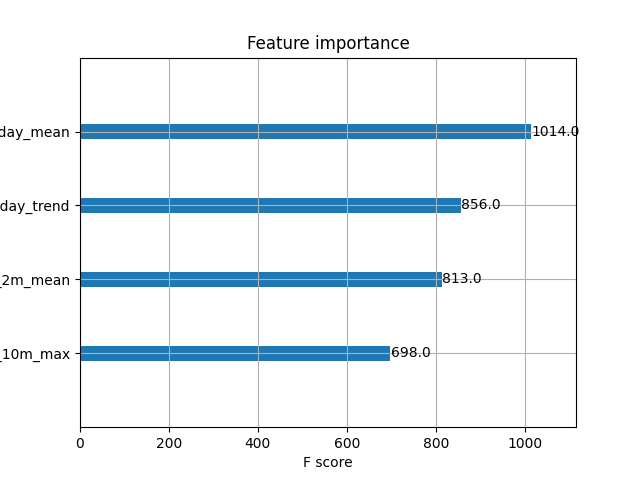 Feature importance
day_mean
1014.0
day_trend
856.0
_2m_mean
813.0
_10m_max
698.0
0 200 400 600 800 1000
F score